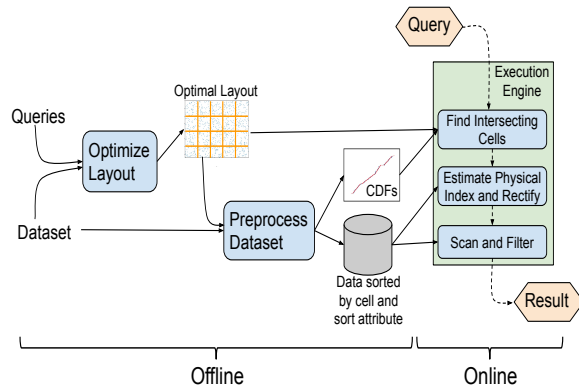 Query
Execution
Engine
Optimal Layout
Queries
Optimize
Layout
Find Intersecting
Cells
CDFs
Estimate Physical
Index and Rectify
Dataset
Preprocess
Dataset
Scan and Filter
Data sorted
by cell and
sort attribute
Result
Offline
Online